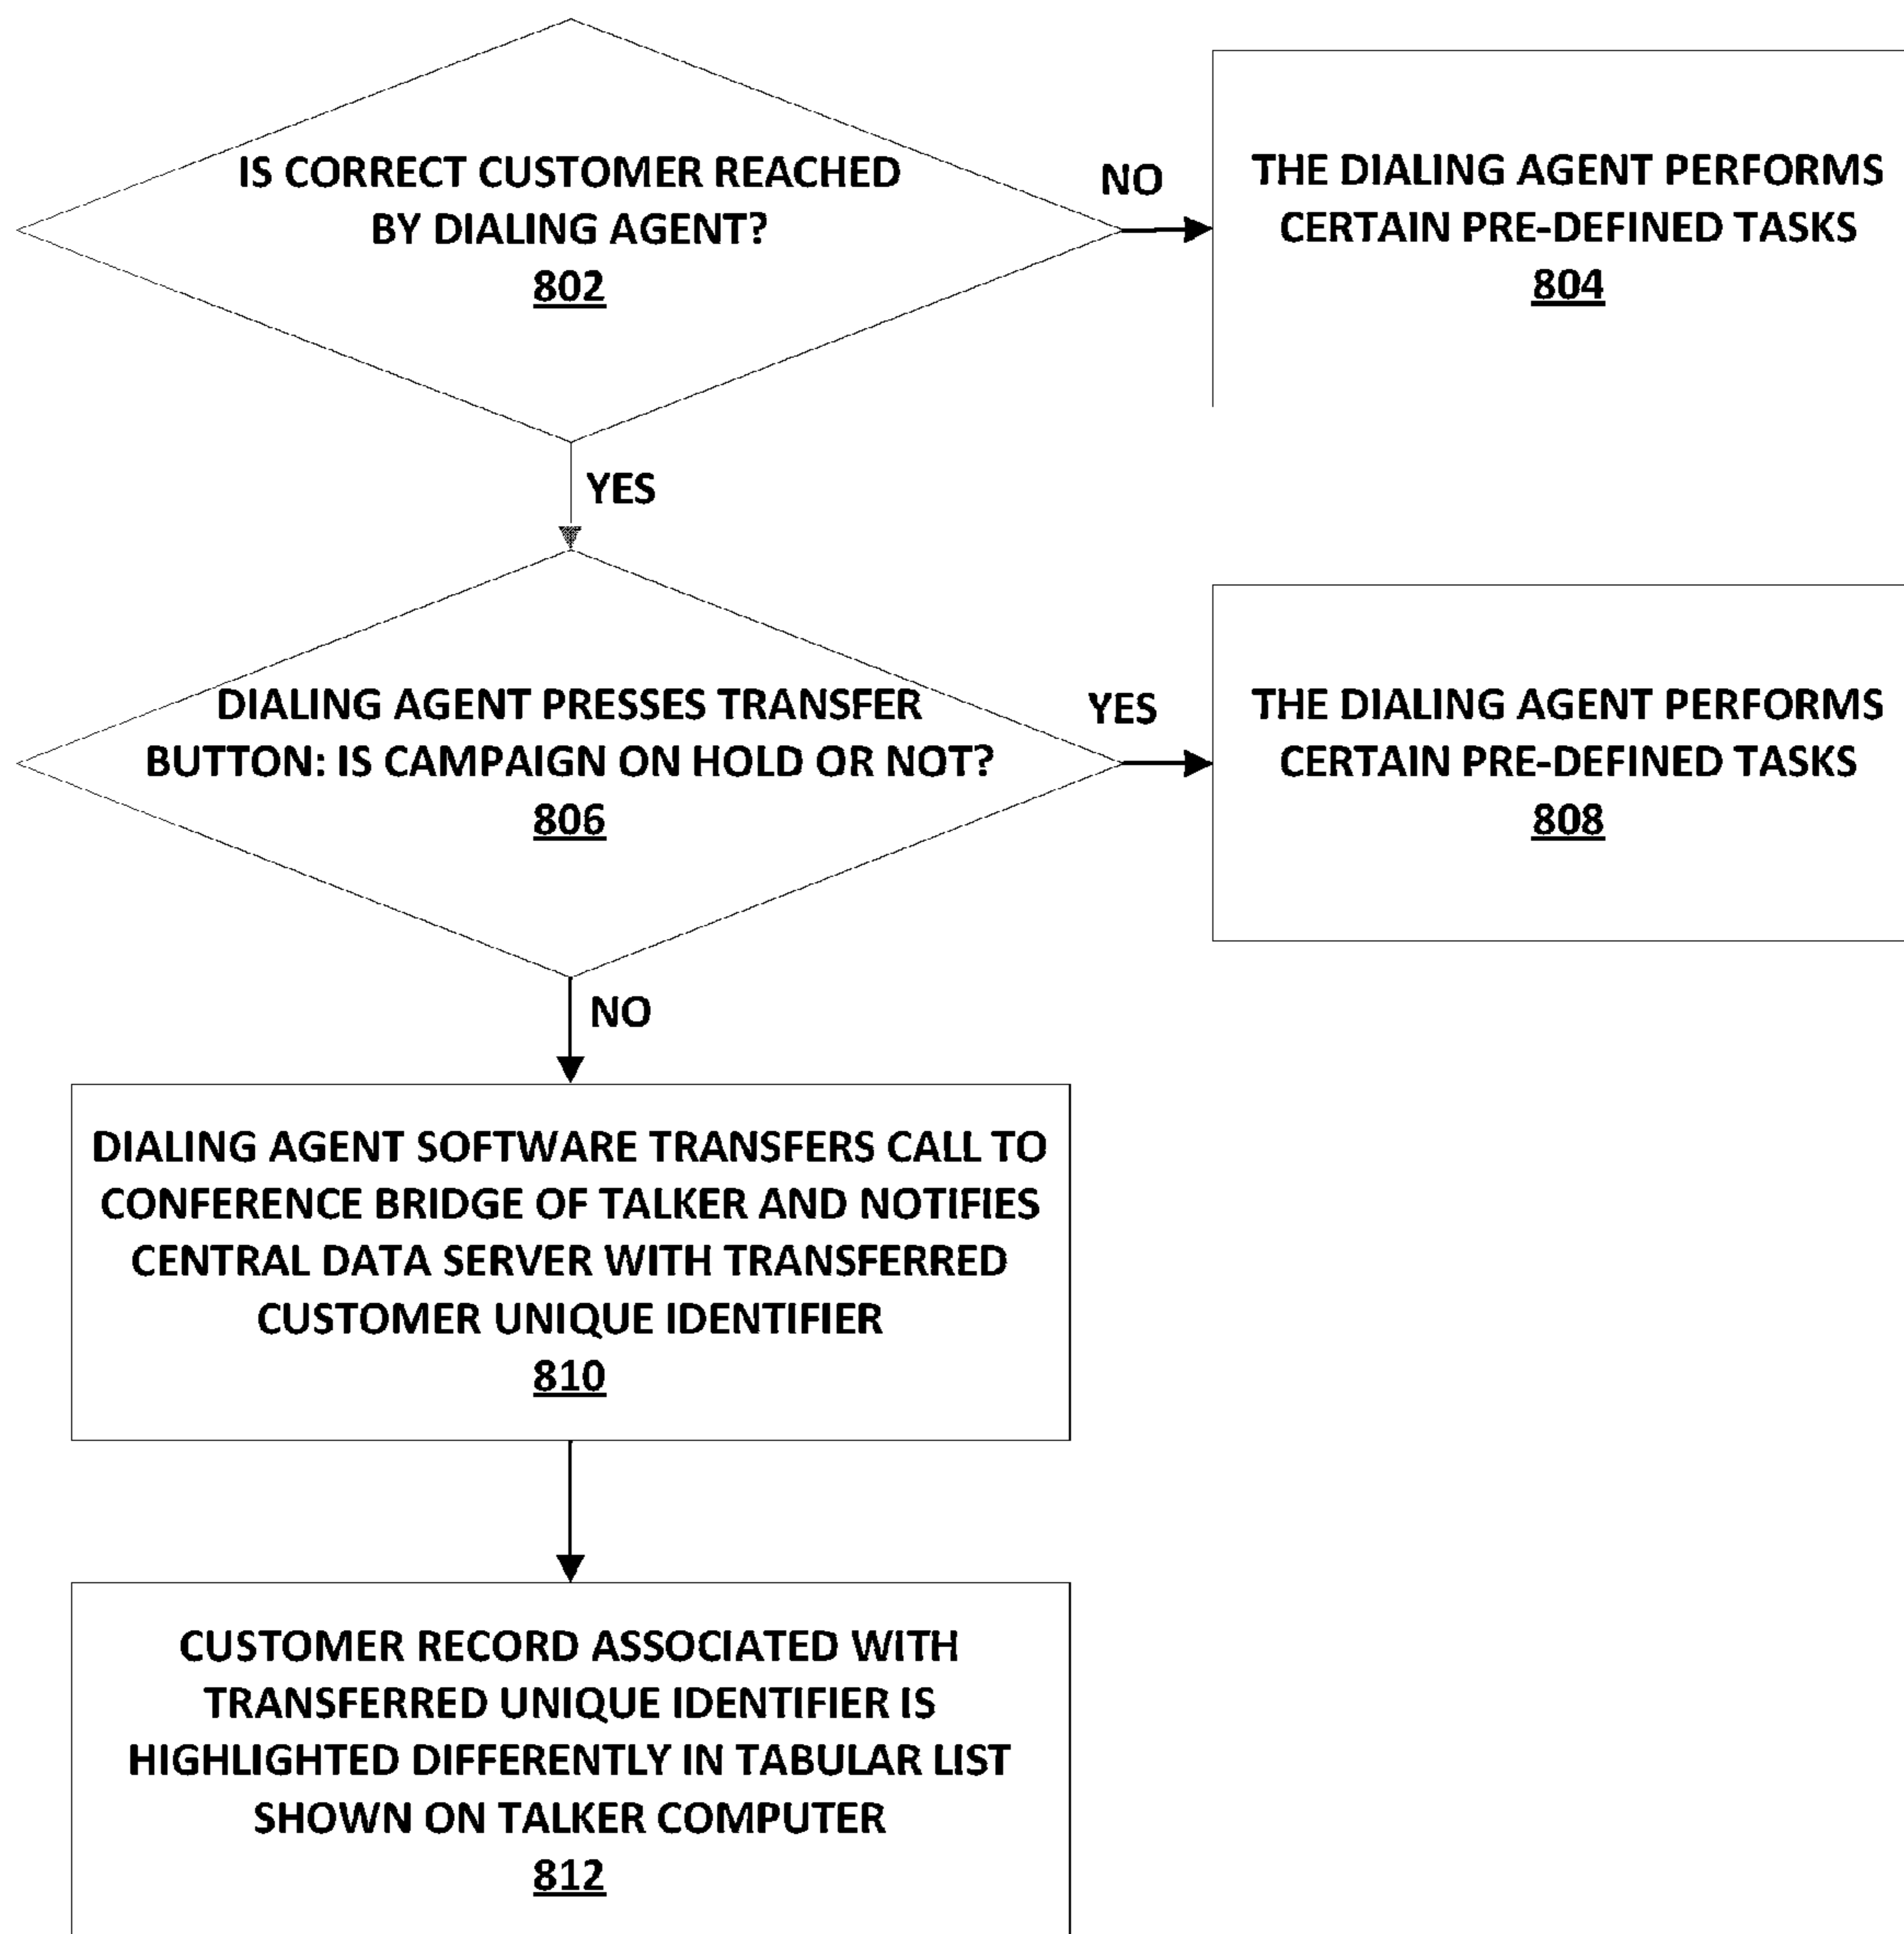 IS CORRECT CUSTOMER REACHED
BY DIALING AGENT?
802
NO
THE DIALING AGENT PERFORMS
CERTAIN PRE-DEFINED TASKS
804
YES
DIALING AGENT PRESSES TRANSFER
BUTTON: IS CAMPAIGN ON HOLD OR NOT?
806
YES
THE DIALING AGENT PERFORMS
CERTAIN PRE-DEFINED TASKS
808
NO
DIALING AGENT SOFTWARE TRANSFERS CALL TO
CONFERENCE BRIDGE OF TALKER AND NOTIFIES
CENTRAL DATA SERVER WITH TRANSFERRED
CUSTOMER UNIQUE IDENTIFIER
810
CUSTOMER RECORD ASSOCIATED WITH
TRANSFERRED UNIQUE IDENTIFIER IS
HIGHLIGHTED DIFFERENTLY IN TABULAR LIST
SHOWN ON TALKER COMPUTER
812